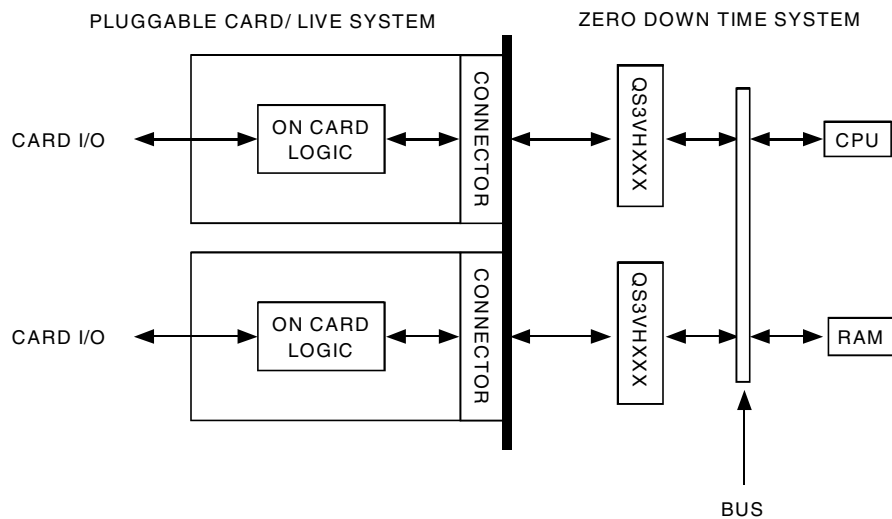 PLUGGABLE CARD/ LIVE SYSTEM
ZERO DOWN TIME SYSTEM
CARD I/O
ON CARD
LOGIC
CONNECTOR
QS3VHXXX
CPU
CARD I/O
ON CARD
LOGIC
CONNECTOR
QS3VHXXX
RAM
BUS